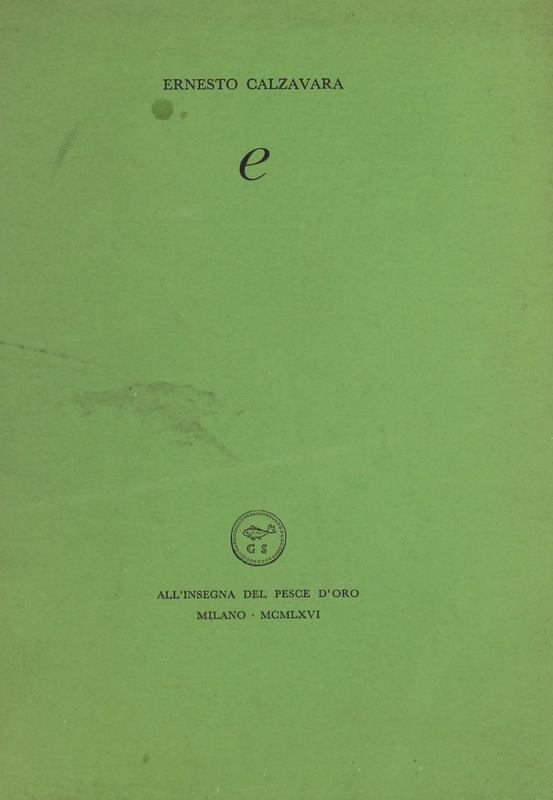 ERNESTO CALZAVARA
e
G S
ALL'INSEGNA DEL PESCE D'ORO
MILANO · MCMLXVI